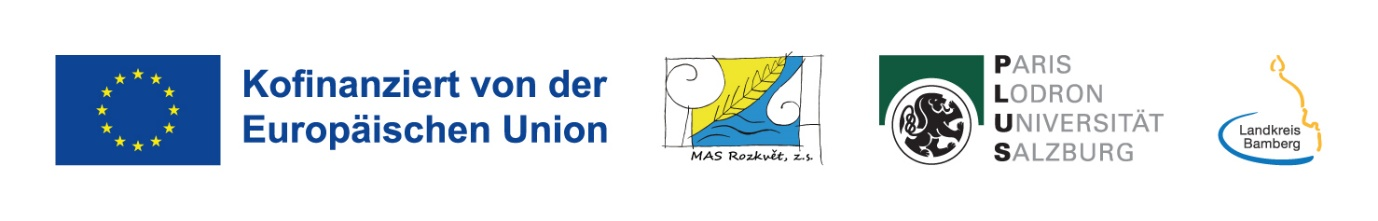 Kofinanziert von der
Europäischen Union
MAS Rozkvět, z.s.
PARIS
LODRON
UNIVERSITÄT
SALZBURG
Landkreis
Bamberg